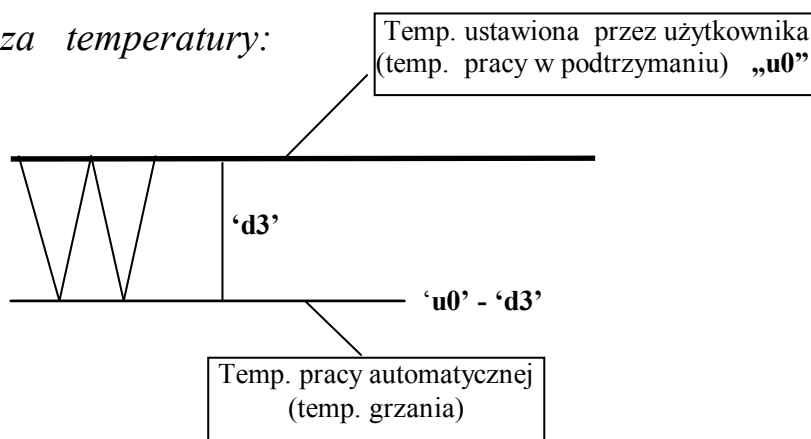 za temperatury:
Temp. ustawiona przez użytkownika
(temp. pracy w podtrzymaniu) „u0”
‘d3’
‘u0’ - ‘d3’
Temp. pracy automatycznej
(temp. grzania)